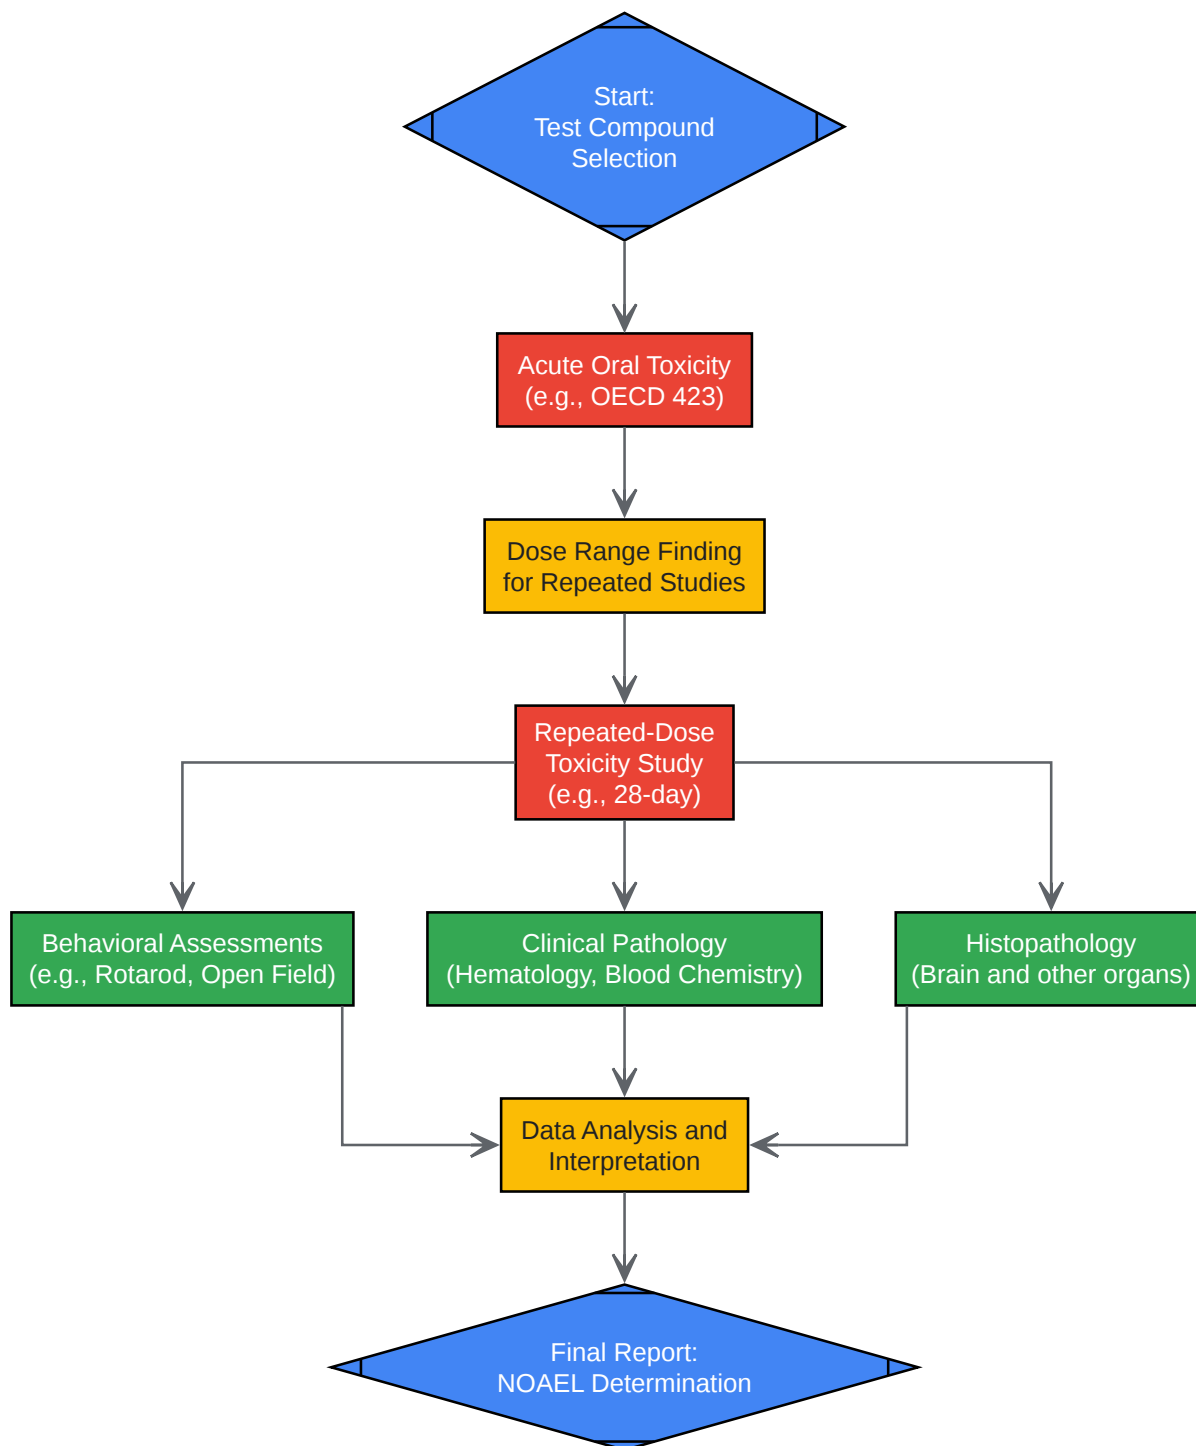 Start:
Test Compound
Selection
Acute Oral Toxicity
(e.g., OECD 423)
Dose Range Finding
for Repeated Studies
Repeated-Dose
Toxicity Study
(e.g., 28-day)
Behavioral Assessments
(e.g., Rotarod, Open Field)
Clinical Pathology
(Hematology, Blood Chemistry)
Histopathology
(Brain and other organs)
Data Analysis and
Interpretation
Final Report:
NOAEL Determination